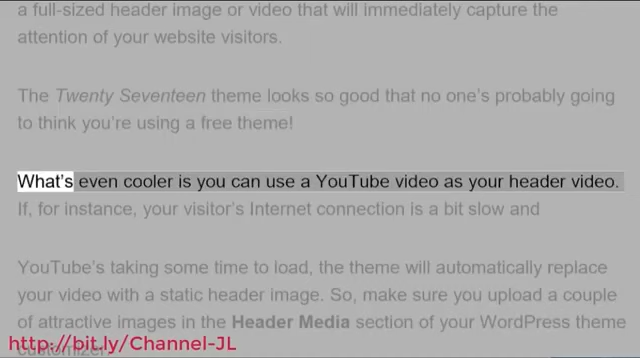 a full-sized header image or video that will immediately capture the
attention of your website visitors.
The Twenty Seventeen theme looks so good that no one's probably going
to think you're using a free theme!
What's even cooler is you can use a YouTube video as your header video.
If, for instance, your visitor's Internet connection is a bit slow and
YouTube's taking some time to load, the theme will automatically replace
your video with a static header image. So, make sure you upload a couple
of attractive images in the Header Media section of your WordPress theme
customizer.
http://bit.ly/Channel-JL